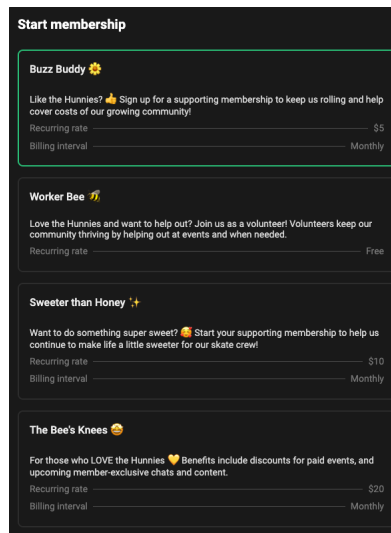 Start membership
Buzz Buddy 🌼
Like the Hunnies? 👍 Sign up for a supporting membership to keep us rolling and help
cover costs of our growing community!
Recurring rate $5
Billing interval Monthly
Worker Bee 🐝
Love the Hunnies and want to help out? Join us as a volunteer! Volunteers keep our
community thriving by helping out at events and when needed.
Recurring rate Free
Sweeter than Honey ✨
Want to do something super sweet? 🥰 Start your supporting membership to help us
continue to make life a little sweeter for our skate crew!
Recurring rate $10
Billing interval Monthly
The Bee's Knees 🤩
For those who LOVE the Hunnies 💛 Benefits include discounts for paid events, and
upcoming member-exclusive chats and content.
Recurring rate $20
Billing interval Monthly